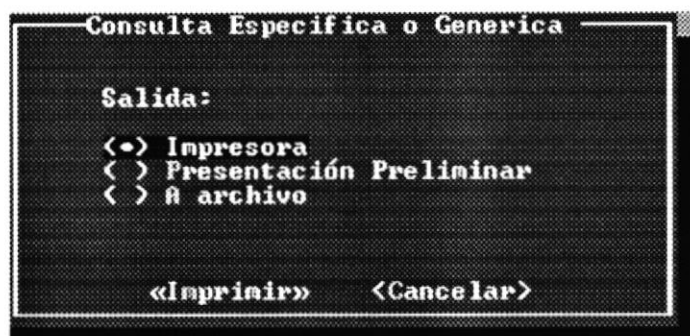 Consulta Especifica o Generica
Salida:
(•) Impresora
( ) Presentación Preliminar
( ) A archivo
«Imprimir» <Cancelar>